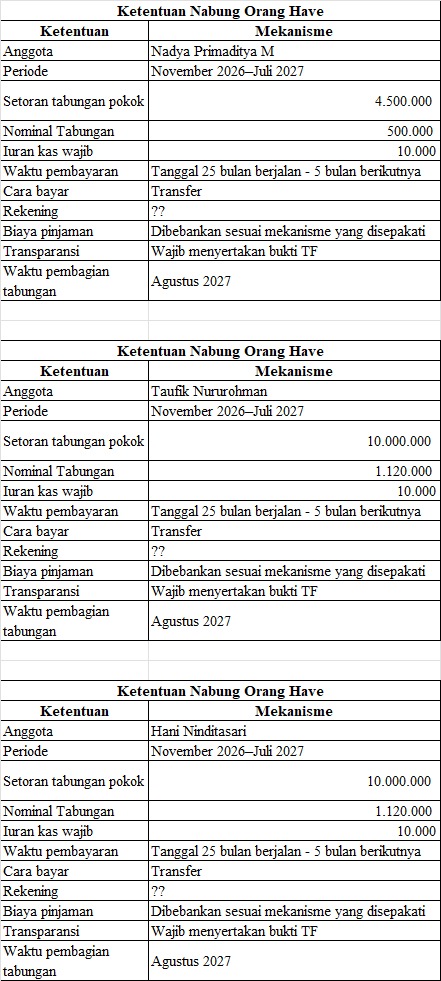 Ketentuan Nabung Orang Have
Ketentuan Mekanisme
Anggota Nadya Primaditya M
Periode November 2026–Juli 2027
Setoran tabungan pokok 4.500.000
Nominal Tabungan 500.000
Iuran kas wajib 10.000
Waktu pembayaran Tanggal 25 bulan berjalan - 5 bulan berikutnya
Cara bayar Transfer
Rekening ??
Biaya pinjaman Dibebankan sesuai mekanisme yang disepakati
Transparansi Wajib menyertakan bukti TF
Waktu pembagian
tabungan Agustus 2027
Ketentuan Nabung Orang Have
Ketentuan Mekanisme
Anggota Taufik Nururohman
Periode November 2026–Juli 2027
Setoran tabungan pokok 10.000.000
Nominal Tabungan 1.120.000
Iuran kas wajib 10.000
Waktu pembayaran Tanggal 25 bulan berjalan - 5 bulan berikutnya
Cara bayar Transfer
Rekening ??
Biaya pinjaman Dibebankan sesuai mekanisme yang disepakati
Transparansi Wajib menyertakan bukti TF
Waktu pembagian
tabungan Agustus 2027
Ketentuan Nabung Orang Have
Ketentuan Mekanisme
Anggota Hani Ninditasari
Periode November 2026–Juli 2027
Setoran tabungan pokok 10.000.000
Nominal Tabungan 1.120.000
Iuran kas wajib 10.000
Waktu pembayaran Tanggal 25 bulan berjalan - 5 bulan berikutnya
Cara bayar Transfer
Rekening ??
Biaya pinjaman Dibebankan sesuai mekanisme yang disepakati
Transparansi Wajib menyertakan bukti TF
Waktu pembagian
tabungan Agustus 2027